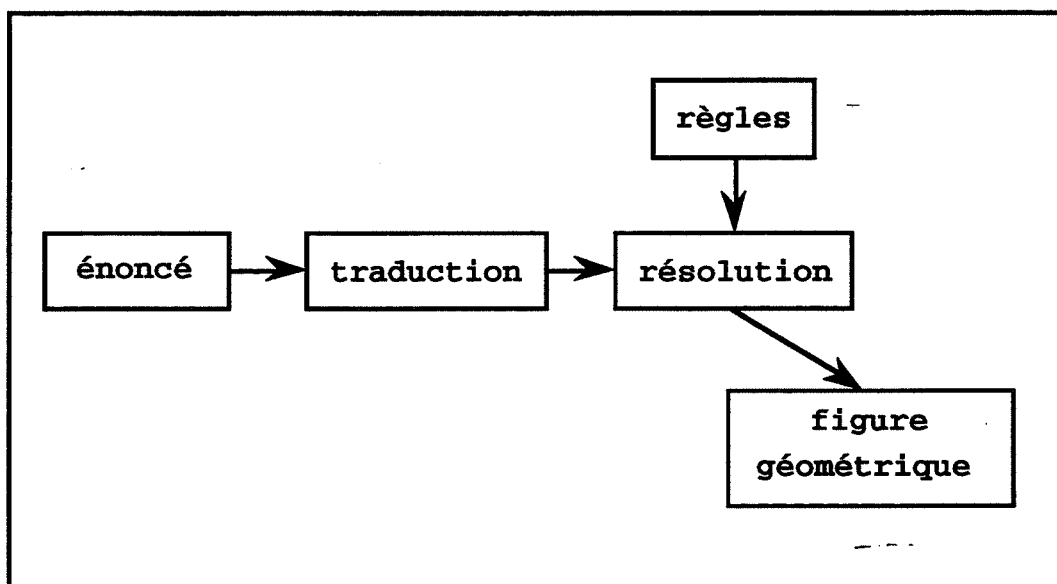 règles
énoncé
traduction
résolution
figure
géométrique